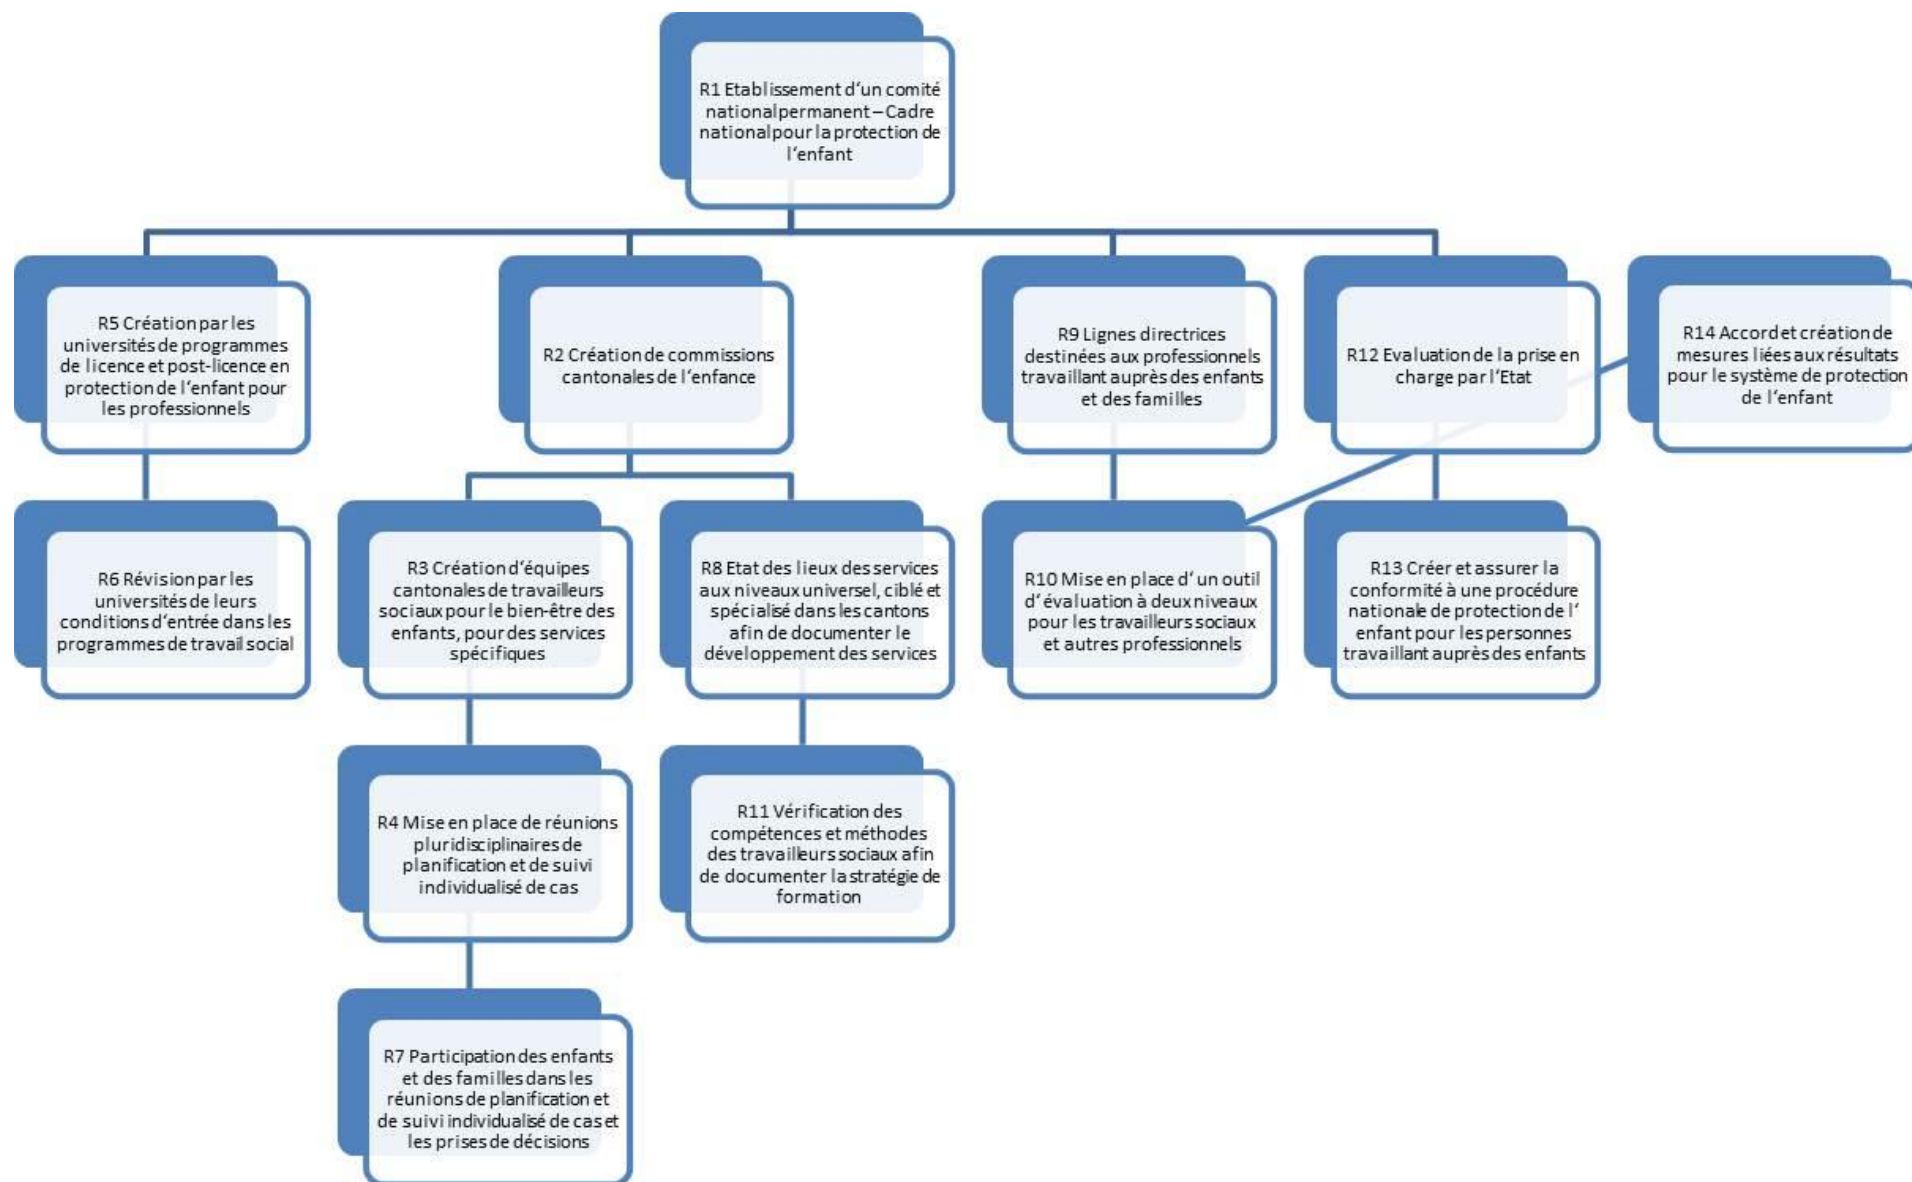 R1 Etablissement d‘un comité
nationalpermanent – Cadre
nationalpour la protection de
l‘enfant
R5 Création par les
universités de programmes
de licence et post-licence en
protection de l‘enfant pour
les professionnels
R2 Création de commissions
cantonales de l‘enfance
R9 Lignes directrices
destinées aux professionnels
travaillant auprès des enfants
et des familles
R12 Evaluation de la prise en
charge par l‘Etat
R14 Accord et création de
mesures liées aux résultats
pour le système de protection
de l‘enfant
R6 Révision par les
universités de leurs
conditions d‘entrée dans les
programmes de travail social
R3 Création d‘équipes
cantonales de travailleurs
sociaux pour le bien-être des
enfants, pour des services
spécifiques
R8 Etat des lieux des services
aux niveaux universel, ciblé et
spécialisé dans les cantons
afin de documenter le
développement des services
R10 Mise en place d‘ un outil
d‘ évaluation à deux niveaux
pour les travailleurs sociaux
et autres professionnels
R13 Créer et assurer la
conformité à une procédure
nationale de protection de l‘
enfant pour les personnes
travaillant auprès des enfants
R4 Mise en place de réunions
pluridisciplinaires de
planification et de suivi
individualisé de cas
R11 Vérification des
compétences et méthodes
des travailleurs sociaux afin
de documenter la stratégie de
formation
R7 Participation des enfants
et des familles dans les
réunions de planification et
de suivi individualisé de cas et
les prises de décisions